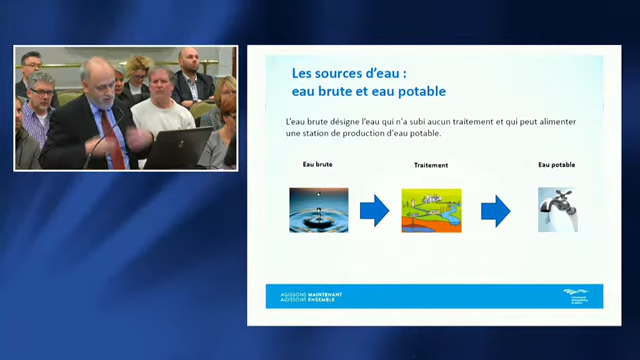 Les sources d'eau :
eau brute et eau potable
L'eau brute désigne l'eau qui n'a subi aucun traitement et qui peut alimenter
une station de production d'eau potable.
Eau brute
Traitement
Eau potable
AGISSONS MAINTENANT
AGISSONS ENSEMBLE